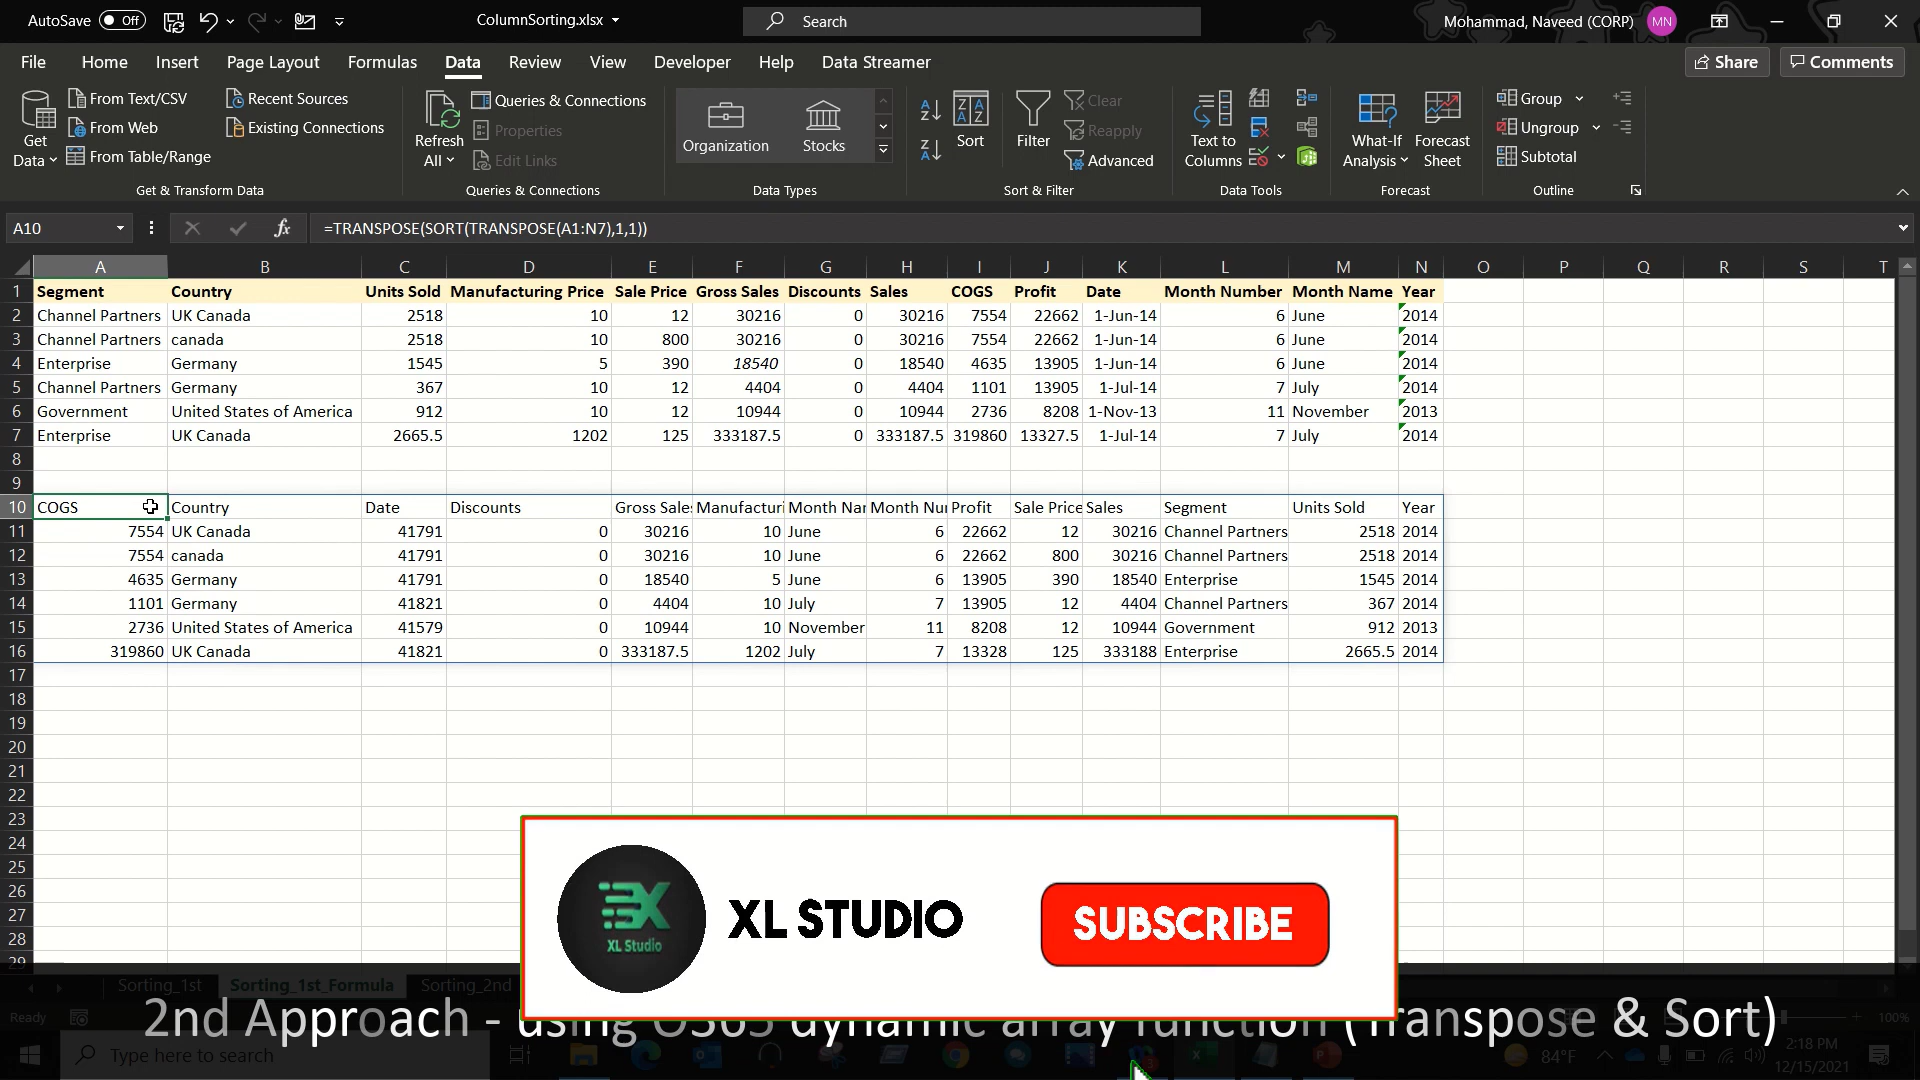 AutoSave Off ColumnSorting.xlsx Search Mohammad, Naveed (CORP) MN
File Home Insert Page Layout Formulas Data Review View Developer Help Data Streamer Share Comments
Get Data From Text/CSV From Web From Table/Range Recent Sources Existing Connections
Refresh All Queries & Connections Properties Edit Links
Organization Stocks
Sort Filter Clear Reapply Advanced
Text to Columns What-If Analysis Forecast Sheet Group Ungroup Subtotal
Get & Transform Data Queries & Connections Data Types Sort & Filter Data Tools Forecast Outline
A10 fx =TRANSPOSE(SORT(TRANSPOSE(A1:N7),1,1))
A B C D E F G H I J K L M N O P Q R S T
1 Segment Country Units Sold Manufacturing Price Sale Price Gross Sales Discounts Sales COGS Profit Date Month Number Month Name Year
2 Channel Partners UK Canada 2518 10 12 30216 0 30216 7554 22662 1-Jun-14 6 June 2014
3 Channel Partners canada 2518 10 800 30216 0 30216 7554 22662 1-Jun-14 6 June 2014
4 Enterprise Germany 1545 5 390 18540 0 18540 4635 13905 1-Jun-14 6 June 2014
5 Channel Partners Germany 367 10 12 4404 0 4404 1101 13905 1-Jul-14 7 July 2014
6 Government United States of America 912 10 12 10944 0 10944 2736 8208 1-Nov-13 11 November 2013
7 Enterprise UK Canada 2665.5 1202 125 333187.5 0 333187.5 319860 13327.5 1-Jul-14 7 July 2014
8
9
10 COGS Country Date Discounts Gross Sales Manufacturi Month Nar Month Nur Profit Sale Price Sales Segment Units Sold Year
11 7554 UK Canada 41791 0 30216 10 June 6 22662 12 30216 Channel Partners 2518 2014
12 7554 canada 41791 0 30216 10 June 6 22662 800 30216 Channel Partners 2518 2014
13 4635 Germany 41791 0 18540 5 June 6 13905 390 18540 Enterprise 1545 2014
14 1101 Germany 41821 0 4404 10 July 7 13905 12 4404 Channel Partners 367 2014
15 2736 United States of America 41579 0 10944 10 November 11 8208 12 10944 Government 912 2013
16 319860 UK Canada 41821 0 333187.5 1202 July 7 13328 125 333188 Enterprise 2665.5 2014
17
18
19
20
21
22
23
24
25
26
27
28
29
XL Studio
XL STUDIO
SUBSCRIBE
Sorting_1st Sorting_1st_Formula Sorting_2nd
Ready 100%
2nd Approach - using O365 dynamic array function (Transpose & Sort)
Type here to search 84°F 2:18 PM
12/15/2021